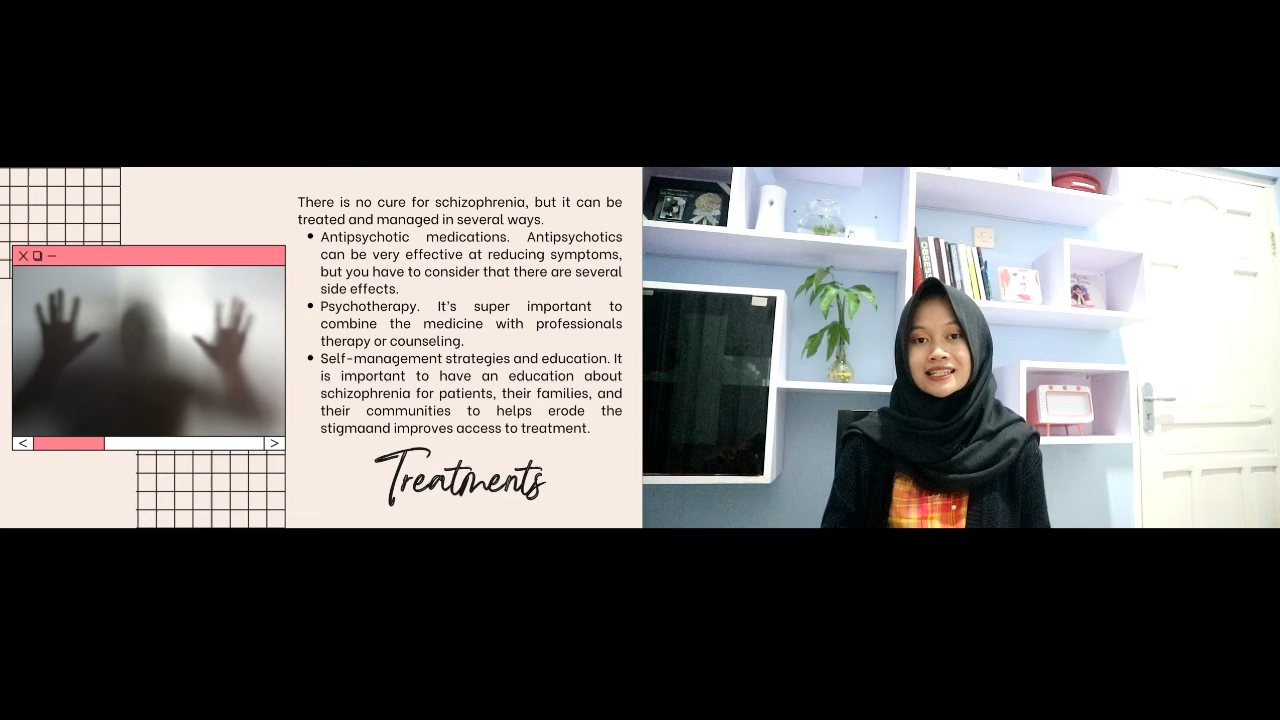 There is no cure for schizophrenia, but it can be
treated and managed in several ways.
• Antipsychotic medications. Antipsychotics
can be very effective at reducing symptoms,
but you have to consider that there are several
side effects.
• Psychotherapy. It's super important to
combine the medicine with professionals
therapy or counseling.
• Self-management strategies and education. It
is important to have an education about
schizophrenia for patients, their families, and
their communities to helps erode the
stigmaand improves access to treatment.
Treatments